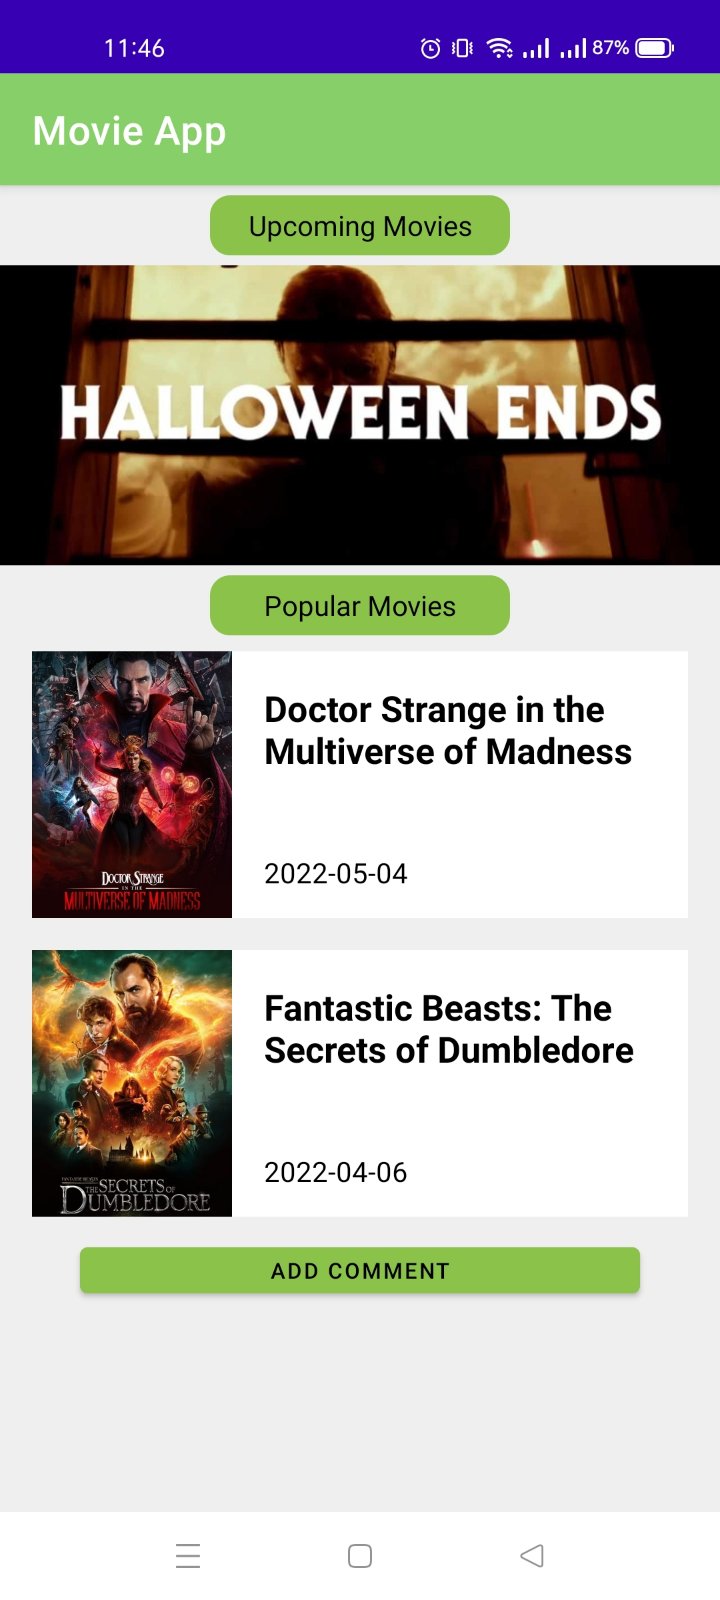 11:46
87%
Movie App
Upcoming Movies
HALLOWEEN ENDS
Popular Movies
Doctor Strange in the
Multiverse of Madness
2022-05-04
DOCTOR STRANGE
IN THE
MULTIVERSE OF MADNESS
Fantastic Beasts: The
Secrets of Dumbledore
2022-04-06
FANTASTIC BEASTS
THE SECRETS OF
DUMBLEDORE
ADD COMMENT